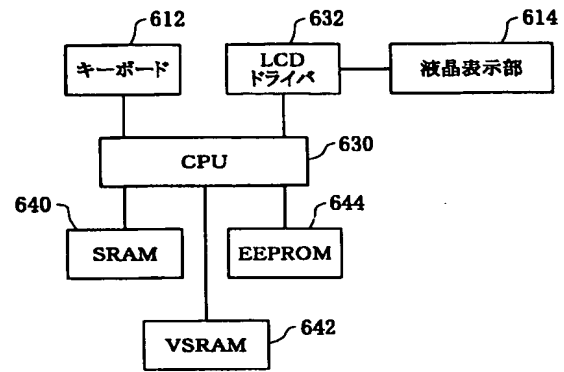 612
632
614
キーボード
LCD
ドライバ
液晶表示部
CPU
630
640
644
SRAM
EEPROM
642
VSRAM